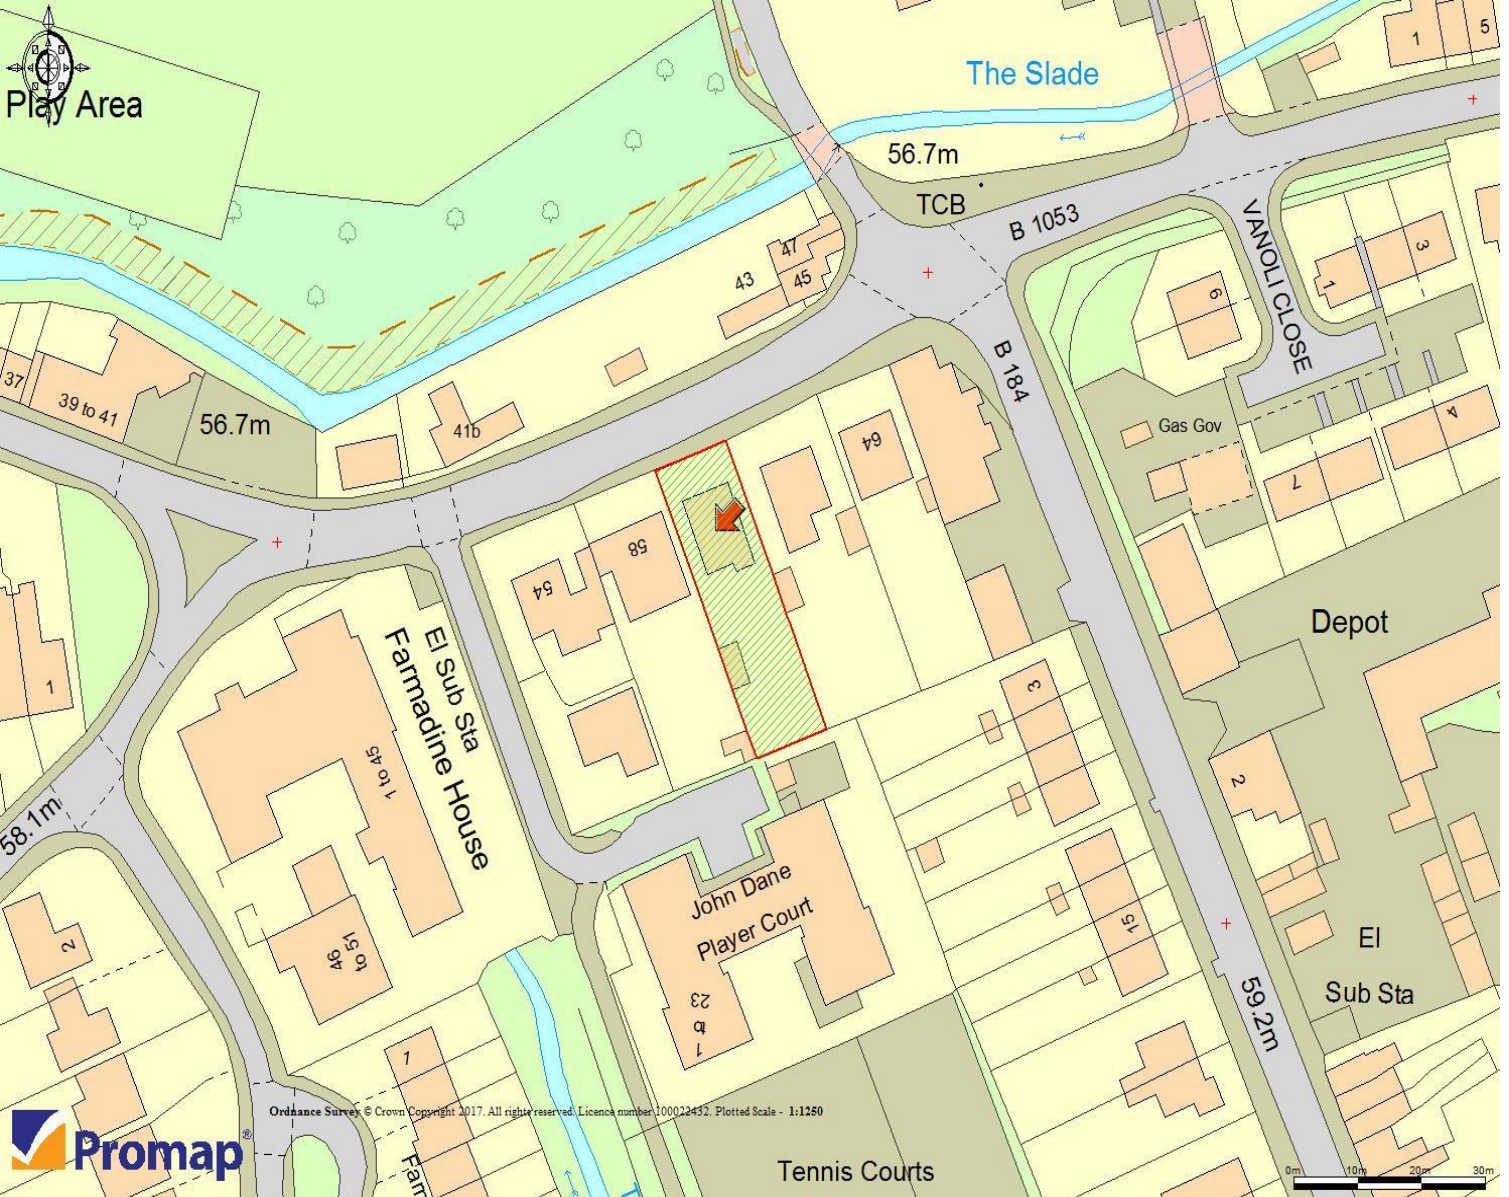 The Slade
1
5
Play Area
56.7m
TCB
B 1053
VANOLI CLOSE
47
43
45
6
1
3
B 184
37
39 to 41
56.7m
41b
64
Gas Gov
4
7
58
54
El Sub Sta
Farmadine House
1 to 45
Depot
1
3
2
58.1m
John Dane
Player Court
15
2
46
to 51
El
Sub Sta
59.2m
1 to 23
1
Ordnance Survey © Crown Copyright 2017. All rights reserved. Licence number 100022432. Plotted Scale - 1:1250
Promap®
Fam
Tennis Courts
0m 10m 20m 30m